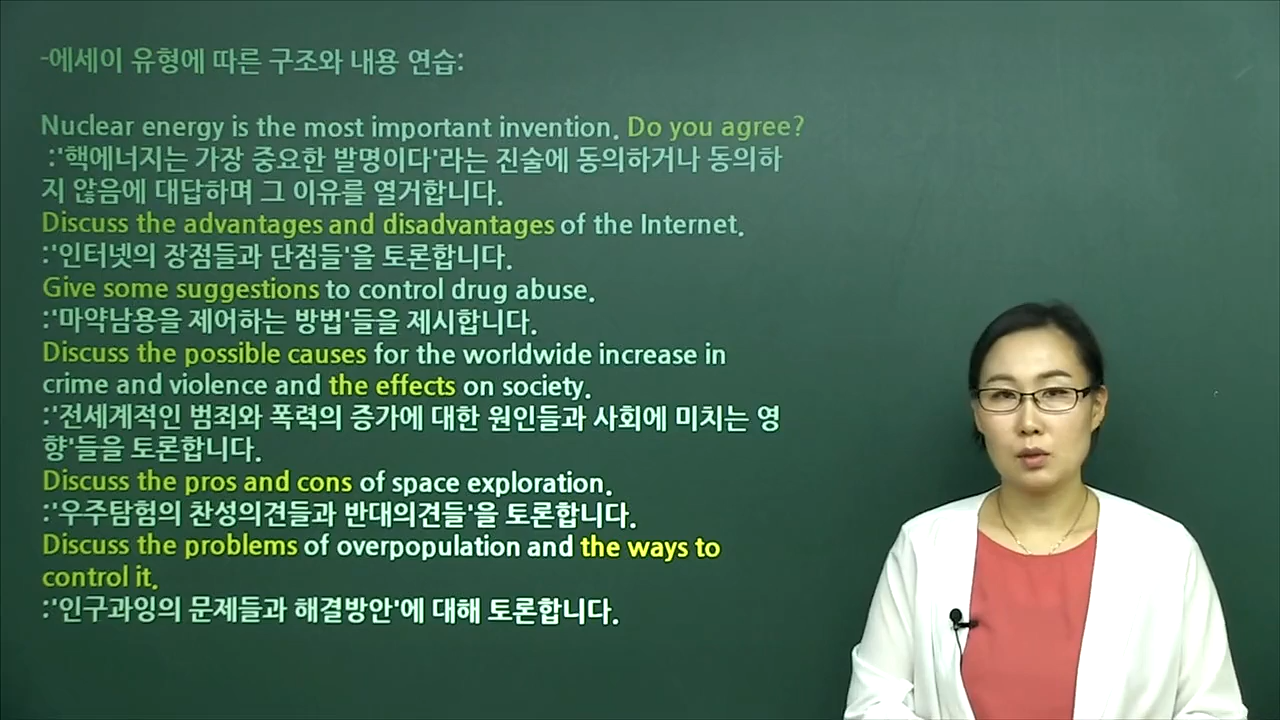 -에세이 유형에 따른 구조와 내용 연습:
Nuclear energy is the most important invention. Do you agree?
:'핵에너지는 가장 중요한 발명이다'라는 진술에 동의하거나 동의하
지 않음에 대답하며 그 이유를 열거합니다.
Discuss the advantages and disadvantages of the Internet.
:'인터넷의 장점들과 단점들'을 토론합니다.
Give some suggestions to control drug abuse.
:'마약남용을 제어하는 방법'들을 제시합니다.
Discuss the possible causes for the worldwide increase in
crime and violence and the effects on society.
:'전세계적인 범죄와 폭력의 증가에 대한 원인들과 사회에 미치는 영
향'들을 토론합니다.
Discuss the pros and cons of space exploration.
:'우주탐험의 찬성의견들과 반대의견들'을 토론합니다.
Discuss the problems of overpopulation and the ways to
control it.
:'인구과잉의 문제들과 해결방안'에 대해 토론합니다.